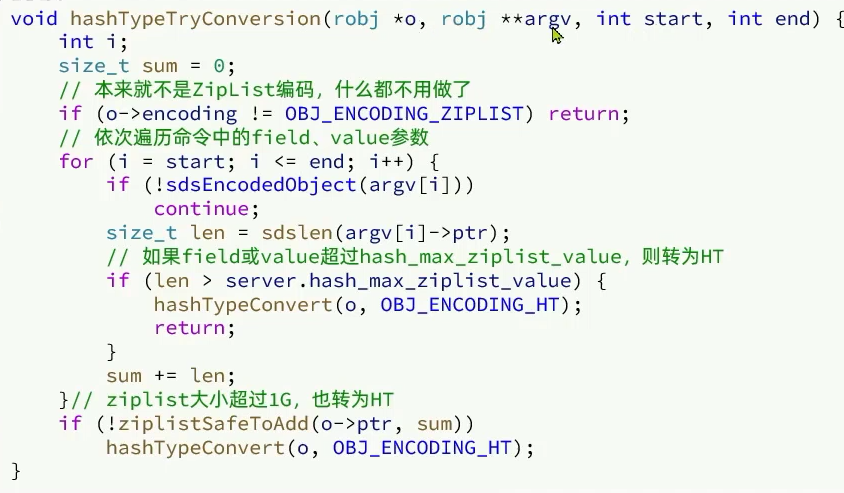 void hashTypeTryConversion(robj *o, robj **argv, int start, int end) {
    int i;
    size_t sum = 0;
    // 本来就不是ZipList编码，什么都不用做了
    if (o->encoding != OBJ_ENCODING_ZIPLIST) return;
    // 依次遍历命令中的field、value参数
    for (i = start; i <= end; i++) {
        if (!sdsEncodedObject(argv[i]))
            continue;
        size_t len = sdslen(argv[i]->ptr);
        // 如果field或value超过hash_max_ziplist_value，则转为HT
        if (len > server.hash_max_ziplist_value) {
            hashTypeConvert(o, OBJ_ENCODING_HT);
            return;
        }
        sum += len;
    }// ziplist大小超过1G，也转为HT
    if (!ziplistSafeToAdd(o->ptr, sum))
        hashTypeConvert(o, OBJ_ENCODING_HT);
}